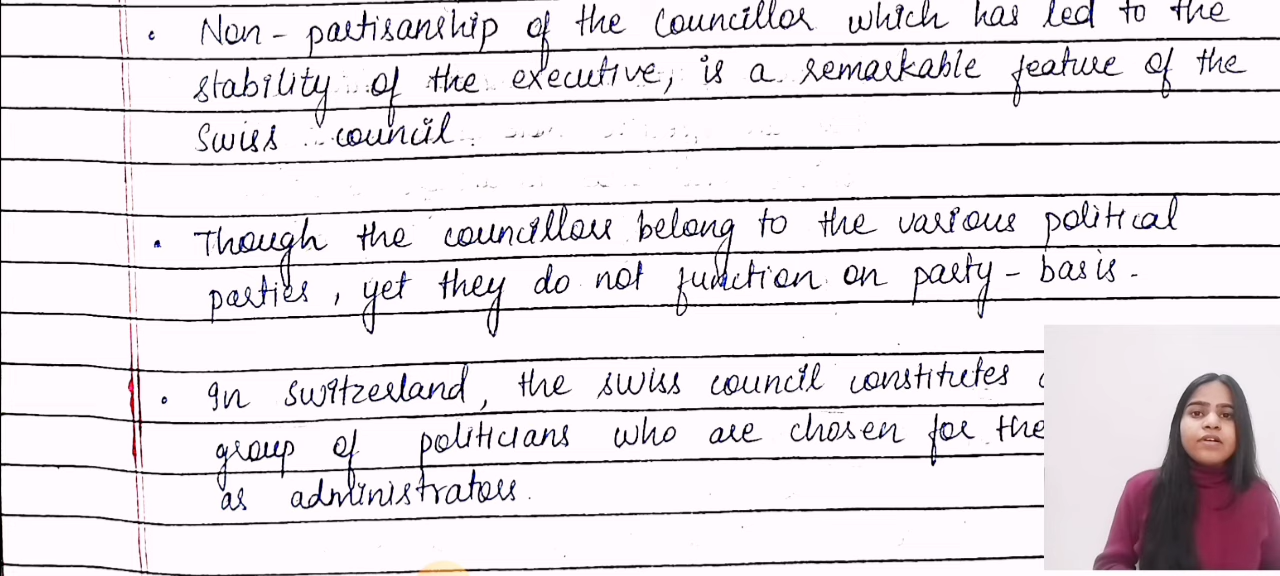 • Non-partisanship of the Councillor which has led to the
stability of the executive, is a remarkable feature of the
Swiss council.
• Though the councillors belong to the various political
parties, yet they do not function on party-basis.
• In Switzerland, the swiss council constitutes
group of politicians who are chosen for the
as administrators.